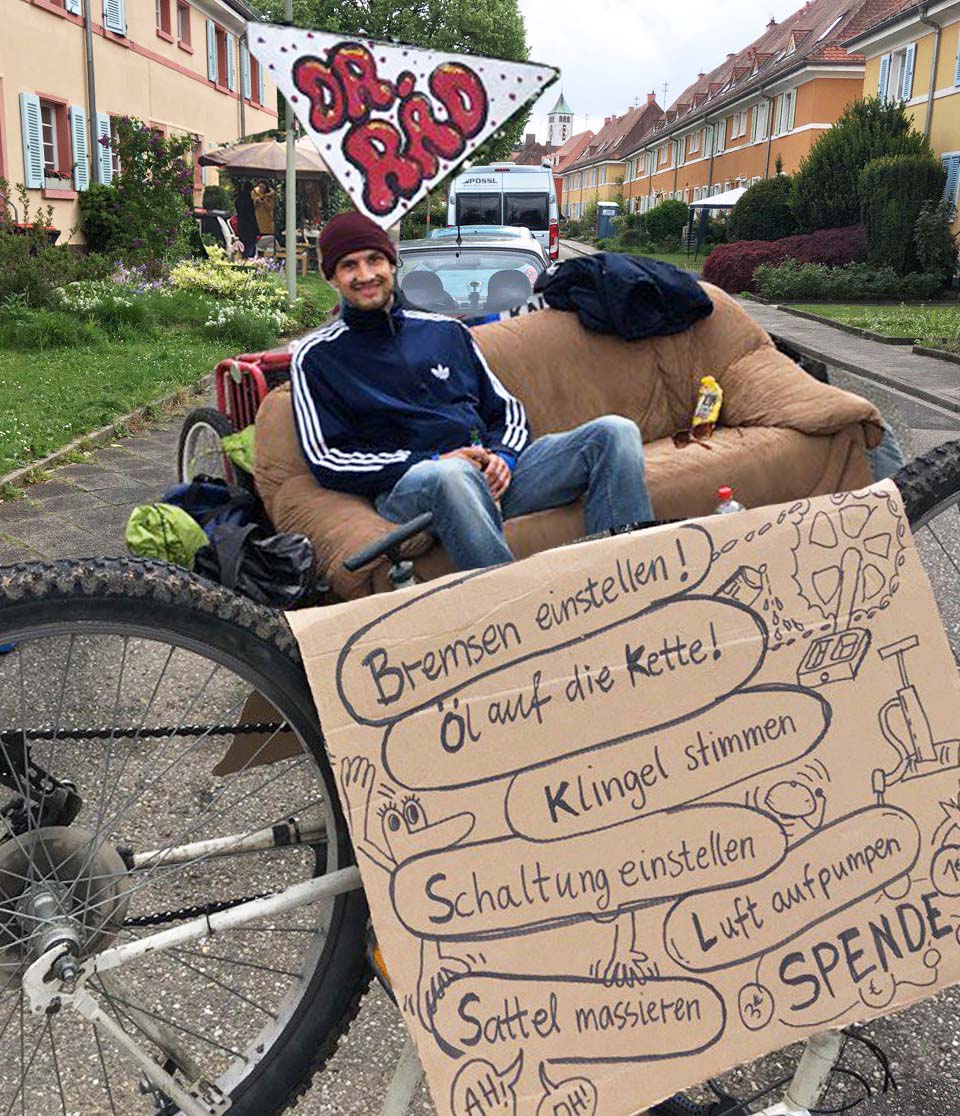 DR.
RAD
PÖSSL
Bremsen einstellen!
Öl auf die Kette!
Klingel stimmen
Schaltung einstellen
Luft aufpumpen
SPENDE
€
Sattel massieren
AH!
OH!